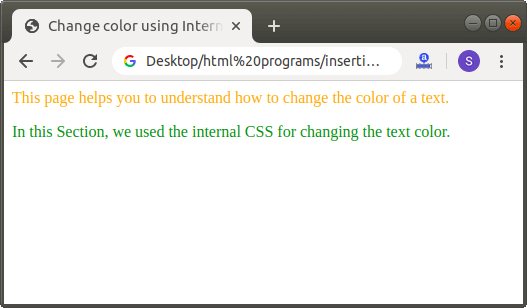 Change color using Intern
Desktop/html%20programs/inserti...
S
This page helps you to understand how to change the color of a text.
In this Section, we used the internal CSS for changing the text color.